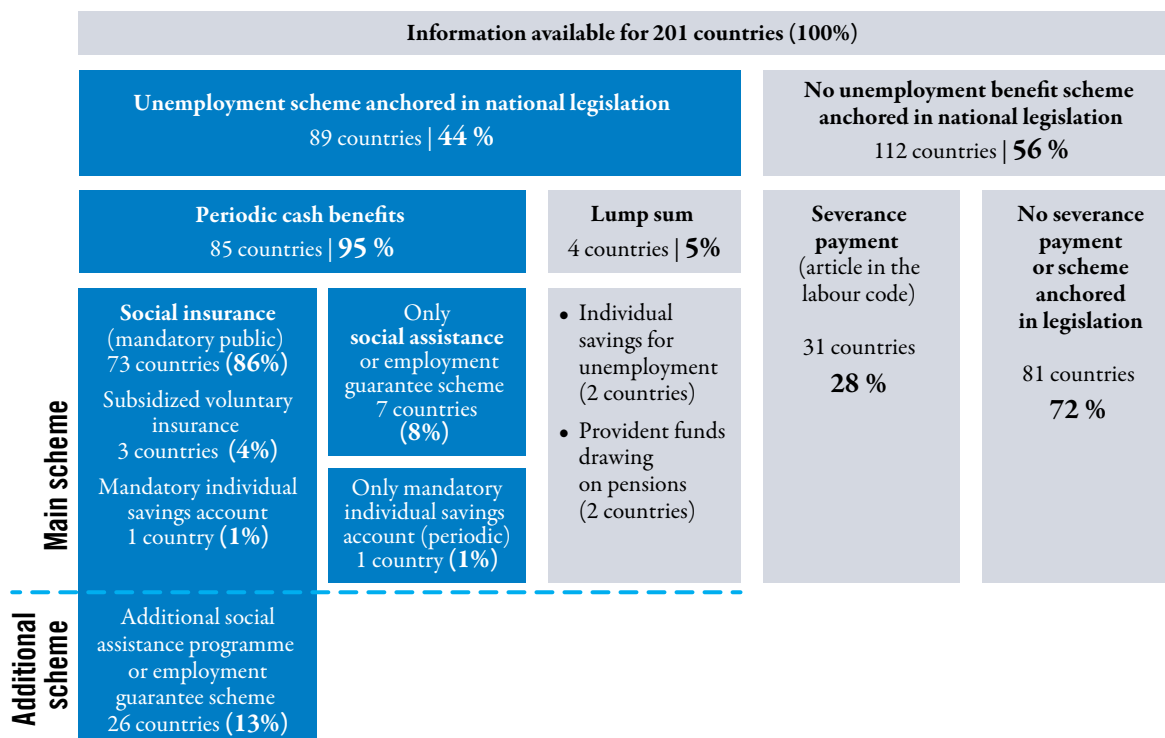 Information available for 201 countries (100%)
Unemployment scheme anchored in national legislation
89 countries | 44 %
No unemployment benefit scheme
anchored in national legislation
112 countries | 56 %
Periodic cash benefits
85 countries | 95 %
Lump sum
4 countries | 5%
Severance
payment
(article in the
labour code)
31 countries
28 %
No severance
payment
or scheme
anchored
in legislation
81 countries
72 %
Main scheme
Social insurance
(mandatory public)
73 countries (86%)
Subsidized voluntary
insurance
3 countries (4%)
Mandatory individual
savings account
1 country (1%)
Only
social assistance
or employment
guarantee scheme
7 countries
(8%)
Only mandatory
individual savings
account (periodic)
1 country (1%)
• Individual
savings for
unemployment
(2 countries)
• Provident funds
drawing
on pensions
(2 countries)
Additional
scheme
Additional social
assistance programme
or employment
guarantee scheme
26 countries (13%)